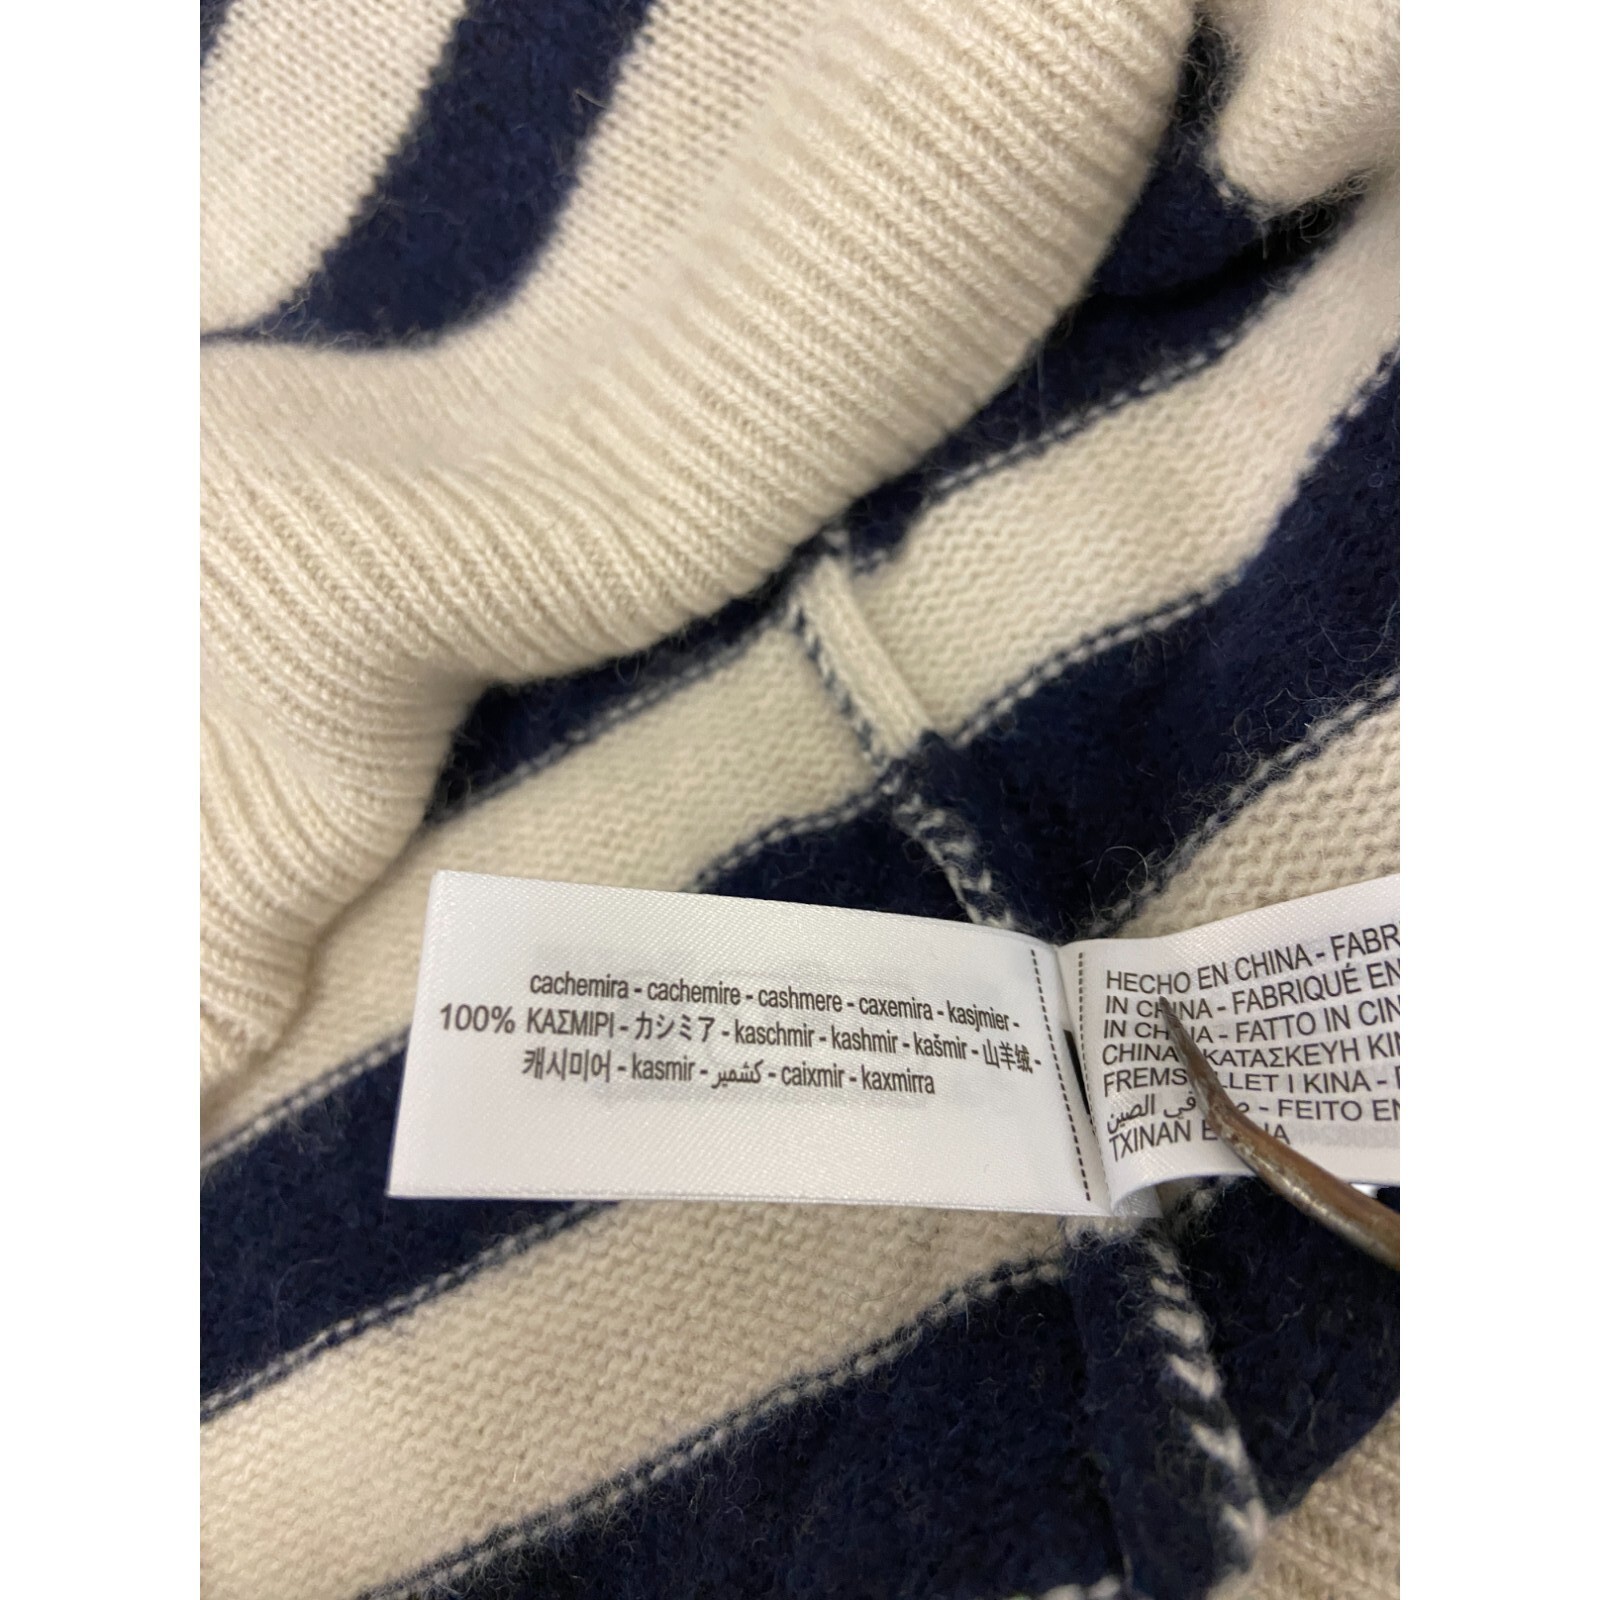 cachemira - cachemire - cashmere - caxemira - kasjmier -
100% ΚΑΣΜΙΡΙ - カシミア - kaschmir - kashmir - kašmir - 山羊绒 -
캐시미어 - kasmir - كشمير - caixmir - kaxmirra
HECHO EN CHINA - FABR
IN CHINA - FABRIQUÉ EN
IN CHINA - FATTO IN CIN
CHINA ΚΑΤΑΣΚΕΥΗ ΚΙΝ
LLET I KINA -
في الصين - FEITO EN
TXINAN